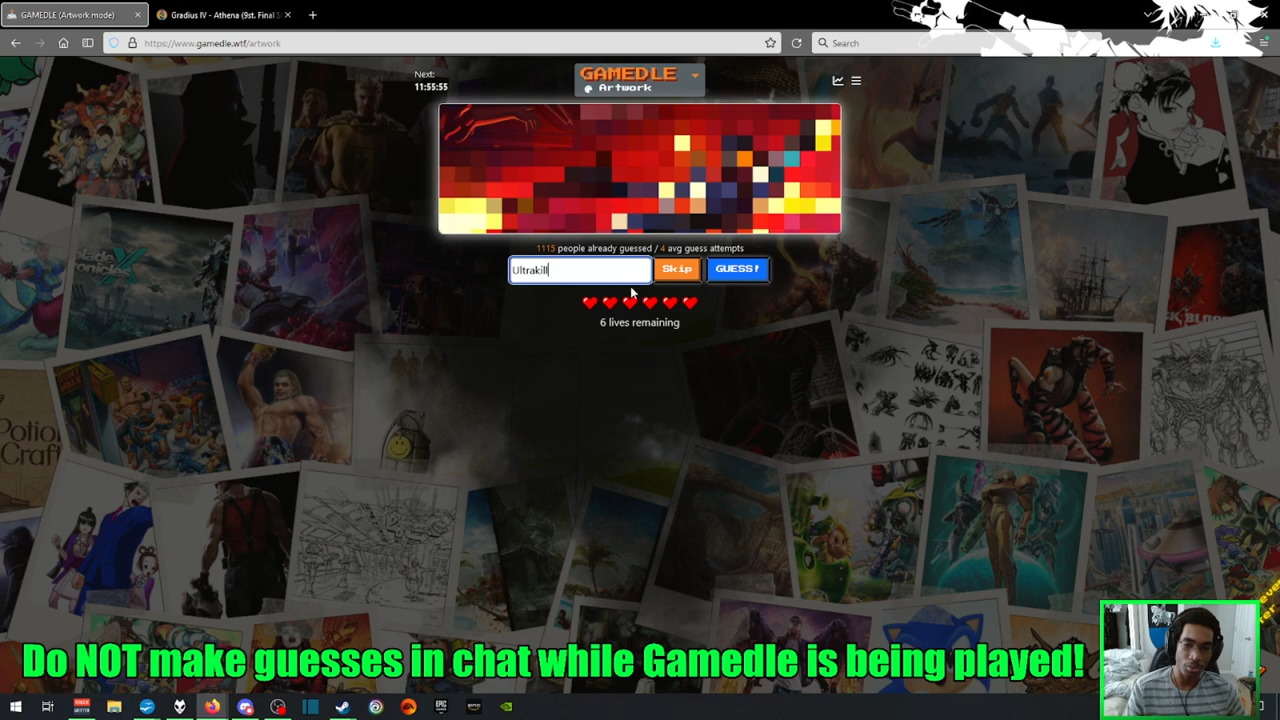 GAMEDLE (Artwork mode)
Gradius IV - Athena (9st. Final S
https://www.gamedle.wtf/artwork
Search
Next:
11:55:55
GAMEDLE
Artwork
1115 people already guessed / 4 avg guess attempts
Ultrakill
Skip
GUESS!
6 lives remaining
Potion
Craft
Do NOT make guesses in chat while Gamedle is being played!